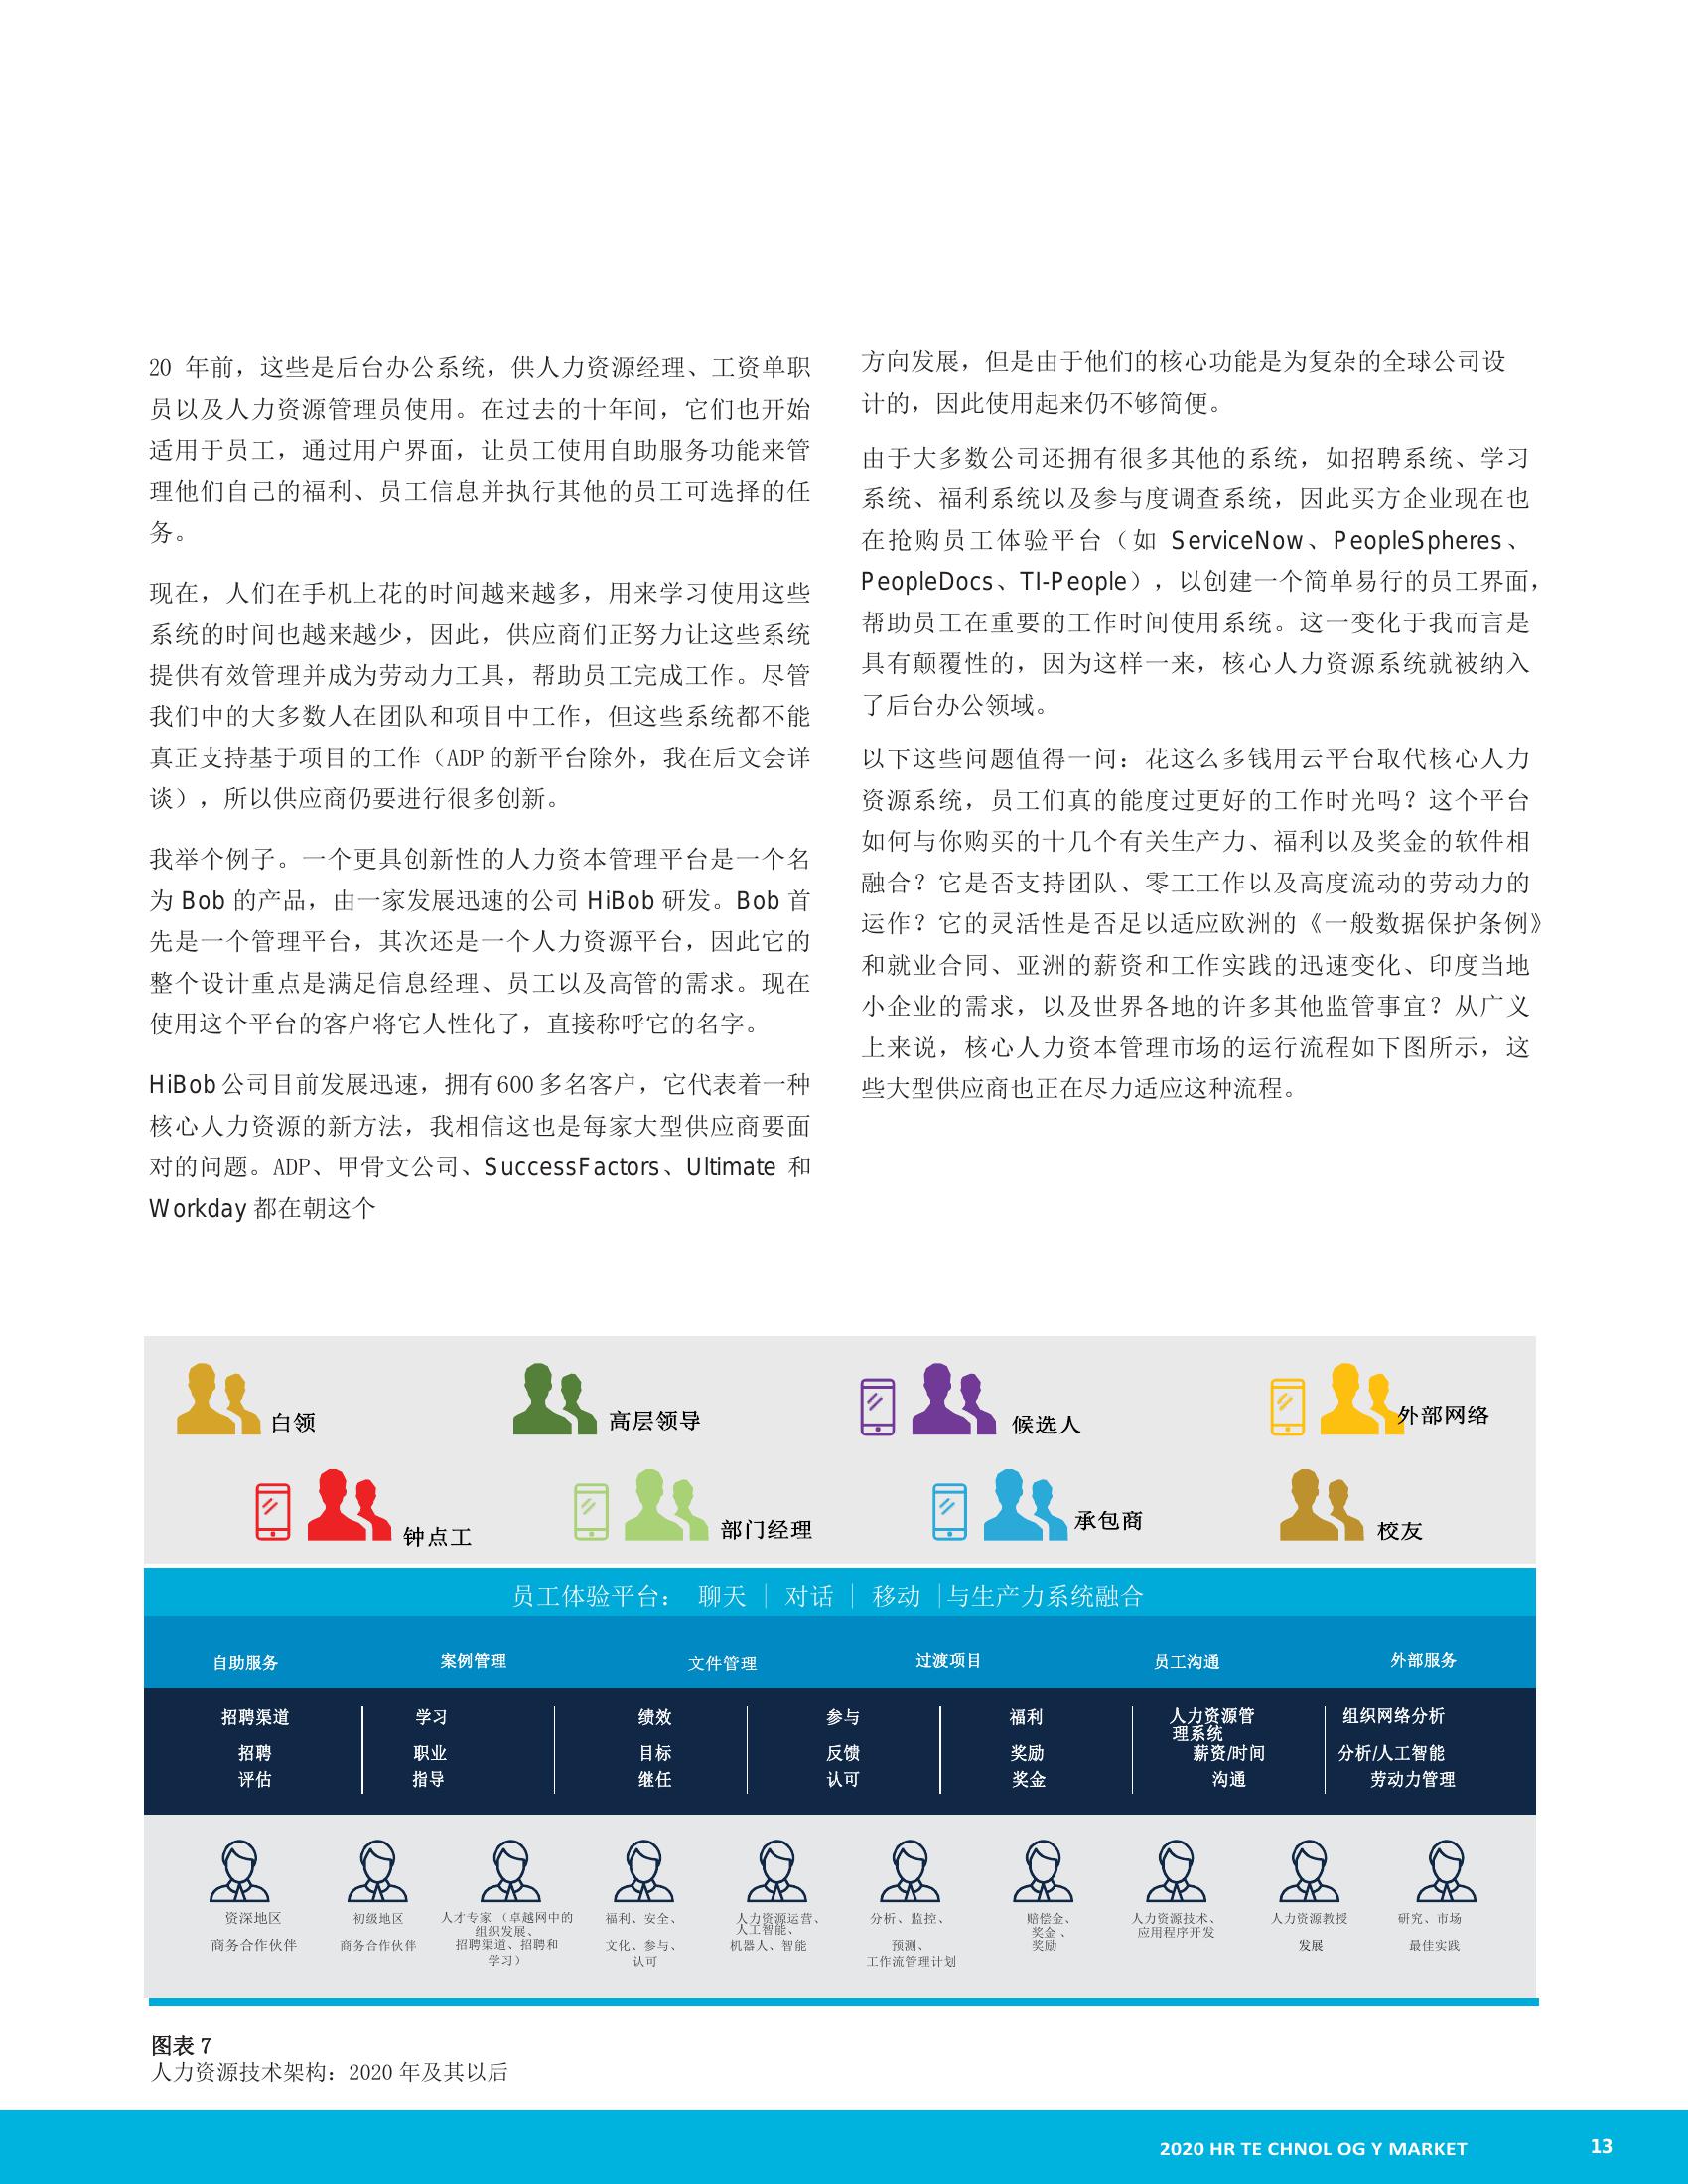 20 年前，这些是后台办公系统，供人力资源经理、工资单职
员以及人力资源管理员使用。在过去的十年间，它们也开始
适用于员工，通过用户界面，让员工使用自助服务功能来管
理他们自己的福利、员工信息并执行其他的员工可选择的任
务。
现在，人们在手机上花的时间越来越多，用来学习使用这些
系统的时间也越来越少，因此，供应商们正努力让这些系统
提供有效管理并成为劳动力工具，帮助员工完成工作。尽管
我们中的大多数人在团队和项目中工作，但这些系统都不能
真正支持基于项目的工作（ADP 的新平台除外，我在后文会详
谈），所以供应商仍要进行很多创新。
我举个例子。一个更具创新性的人力资本管理平台是一个名
为 Bob 的产品，由一家发展迅速的公司 HiBob 研发。Bob 首
先是一个管理平台，其次还是一个人力资源平台，因此它的
整个设计重点是满足信息经理、员工以及高管的需求。现在
使用这个平台的客户将它人性化了，直接称呼它的名字。
HiBob 公司目前发展迅速，拥有 600 多名客户，它代表着一种
核心人力资源的新方法，我相信这也是每家大型供应商要面
对的问题。ADP、甲骨文公司、SuccessFactors、Ultimate 和
Workday 都在朝这个
方向发展，但是由于他们的核心功能是为复杂的全球公司设
计的，因此使用起来仍不够简便。
由于大多数公司还拥有很多其他的系统，如招聘系统、学习
系统、福利系统以及参与度调查系统，因此买方企业现在也
在抢购员工体验平台（如 ServiceNow、PeopleSpheres、
PeopleDocs、TI-People），以创建一个简单易行的员工界面，
帮助员工在重要的工作时间使用系统。这一变化于我而言是
具有颠覆性的，因为这样一来，核心人力资源系统就被纳入
了后台办公领域。
以下这些问题值得一问：花这么多钱用云平台取代核心人力
资源系统，员工们真的能度过更好的工作时光吗？这个平台
如何与你购买的十几个有关生产力、福利以及奖金的软件相
融合？它是否支持团队、零工工作以及高度流动的劳动力的
运作？它的灵活性是否足以适应欧洲的《一般数据保护条例》
和就业合同、亚洲的薪资和工作实践的迅速变化、印度当地
小企业的需求，以及世界各地的许多其他监管事宜？从广义
上来说，核心人力资本管理市场的运行流程如下图所示，这
些大型供应商也正在尽力适应这种流程。
白领 高层领导 候选人 外部网络
钟点工 部门经理 承包商 校友
员工体验平台： 聊天 | 对话 | 移动 |与生产力系统融合
自助服务 案例管理 文件管理 过渡项目 员工沟通 外部服务
招聘渠道
招聘
评估
学习
职业
指导
绩效
目标
继任
参与
反馈
认可
福利
奖励
奖金
人力资源管
理系统
薪资/时间
沟通
组织网络分析
分析/人工智能
劳动力管理
资深地区
商务合作伙伴
初级地区
商务合作伙伴
人才专家 （卓越网中的
组织发展、
招聘渠道、招聘和
学习）
福利、安全、
文化、参与、
认可
人力资源运营、
人工智能、
机器人、智能
分析、监控、
预测、
工作流管理计划
赔偿金、
奖金 、
奖励
人力资源技术、
应用程序开发
人力资源教授
发展
研究、市场
最佳实践
图表 7
人力资源技术架构：2020 年及其以后
2020 HR TE CHNOL OG Y MARKET 13